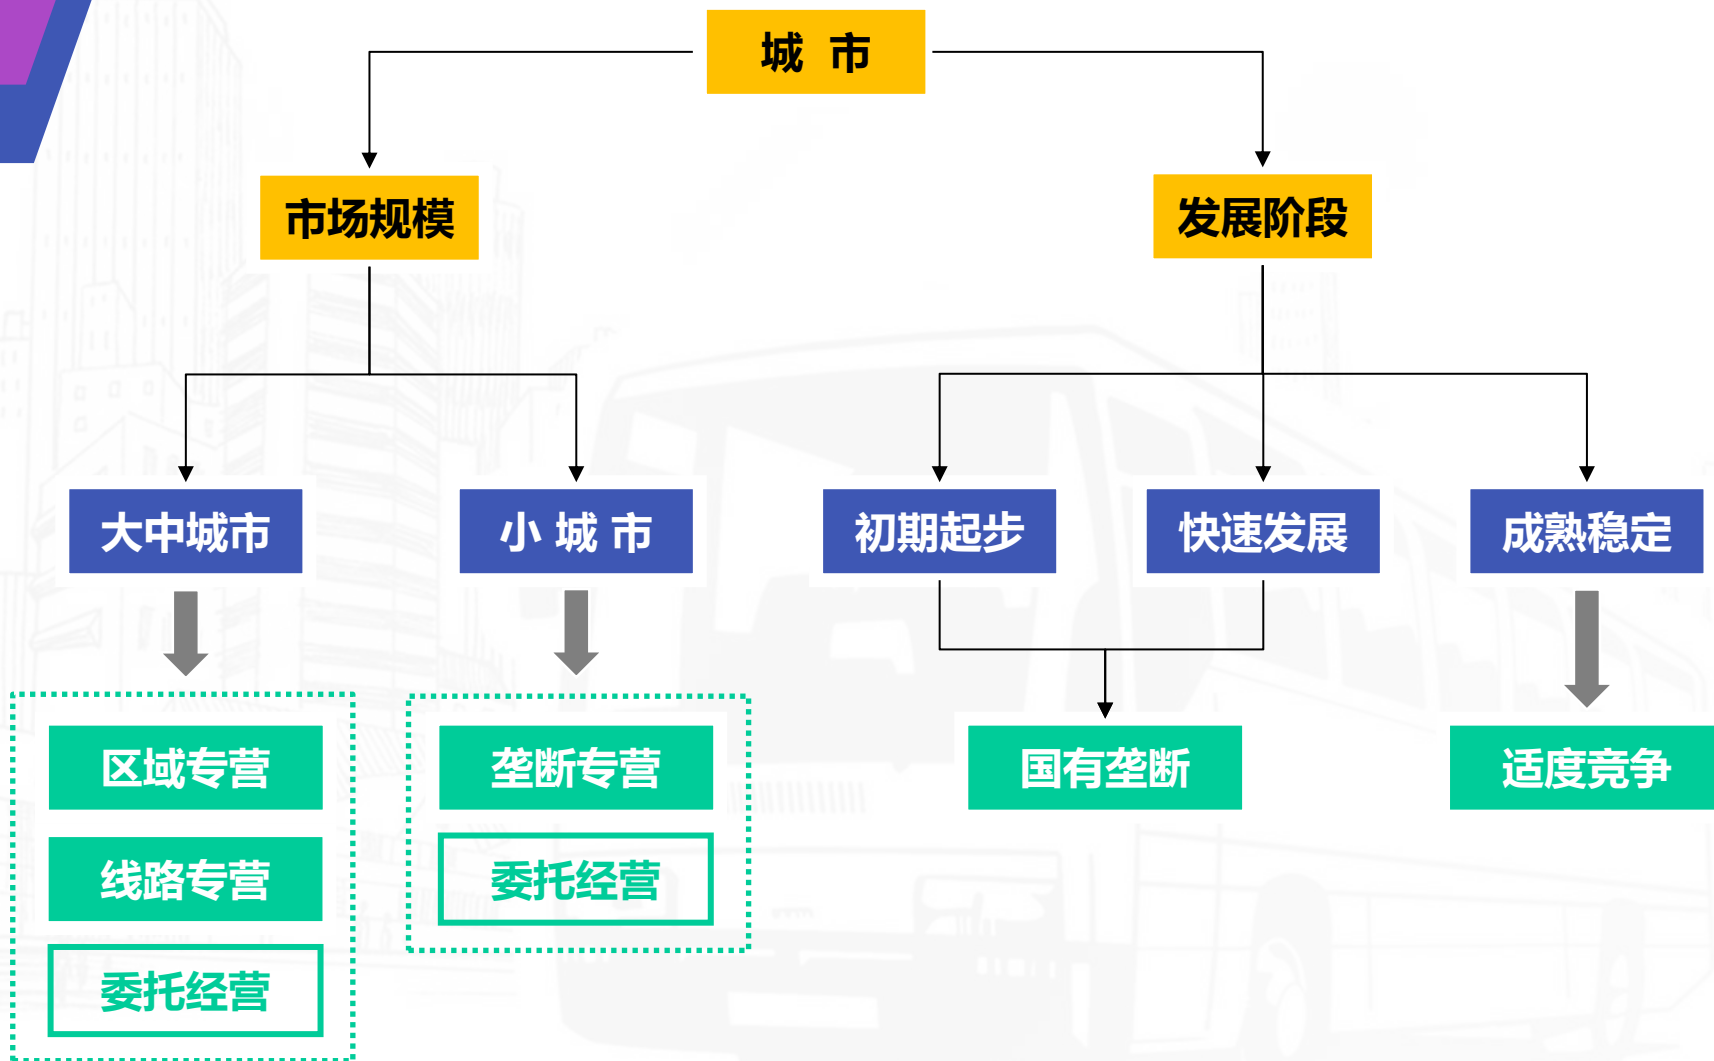 城 市
市场规模
发展阶段
大中城市
小 城 市
初期起步
快速发展
成熟稳定
区域专营
线路专营
委托经营
垄断专营
委托经营
国有垄断
适度竞争